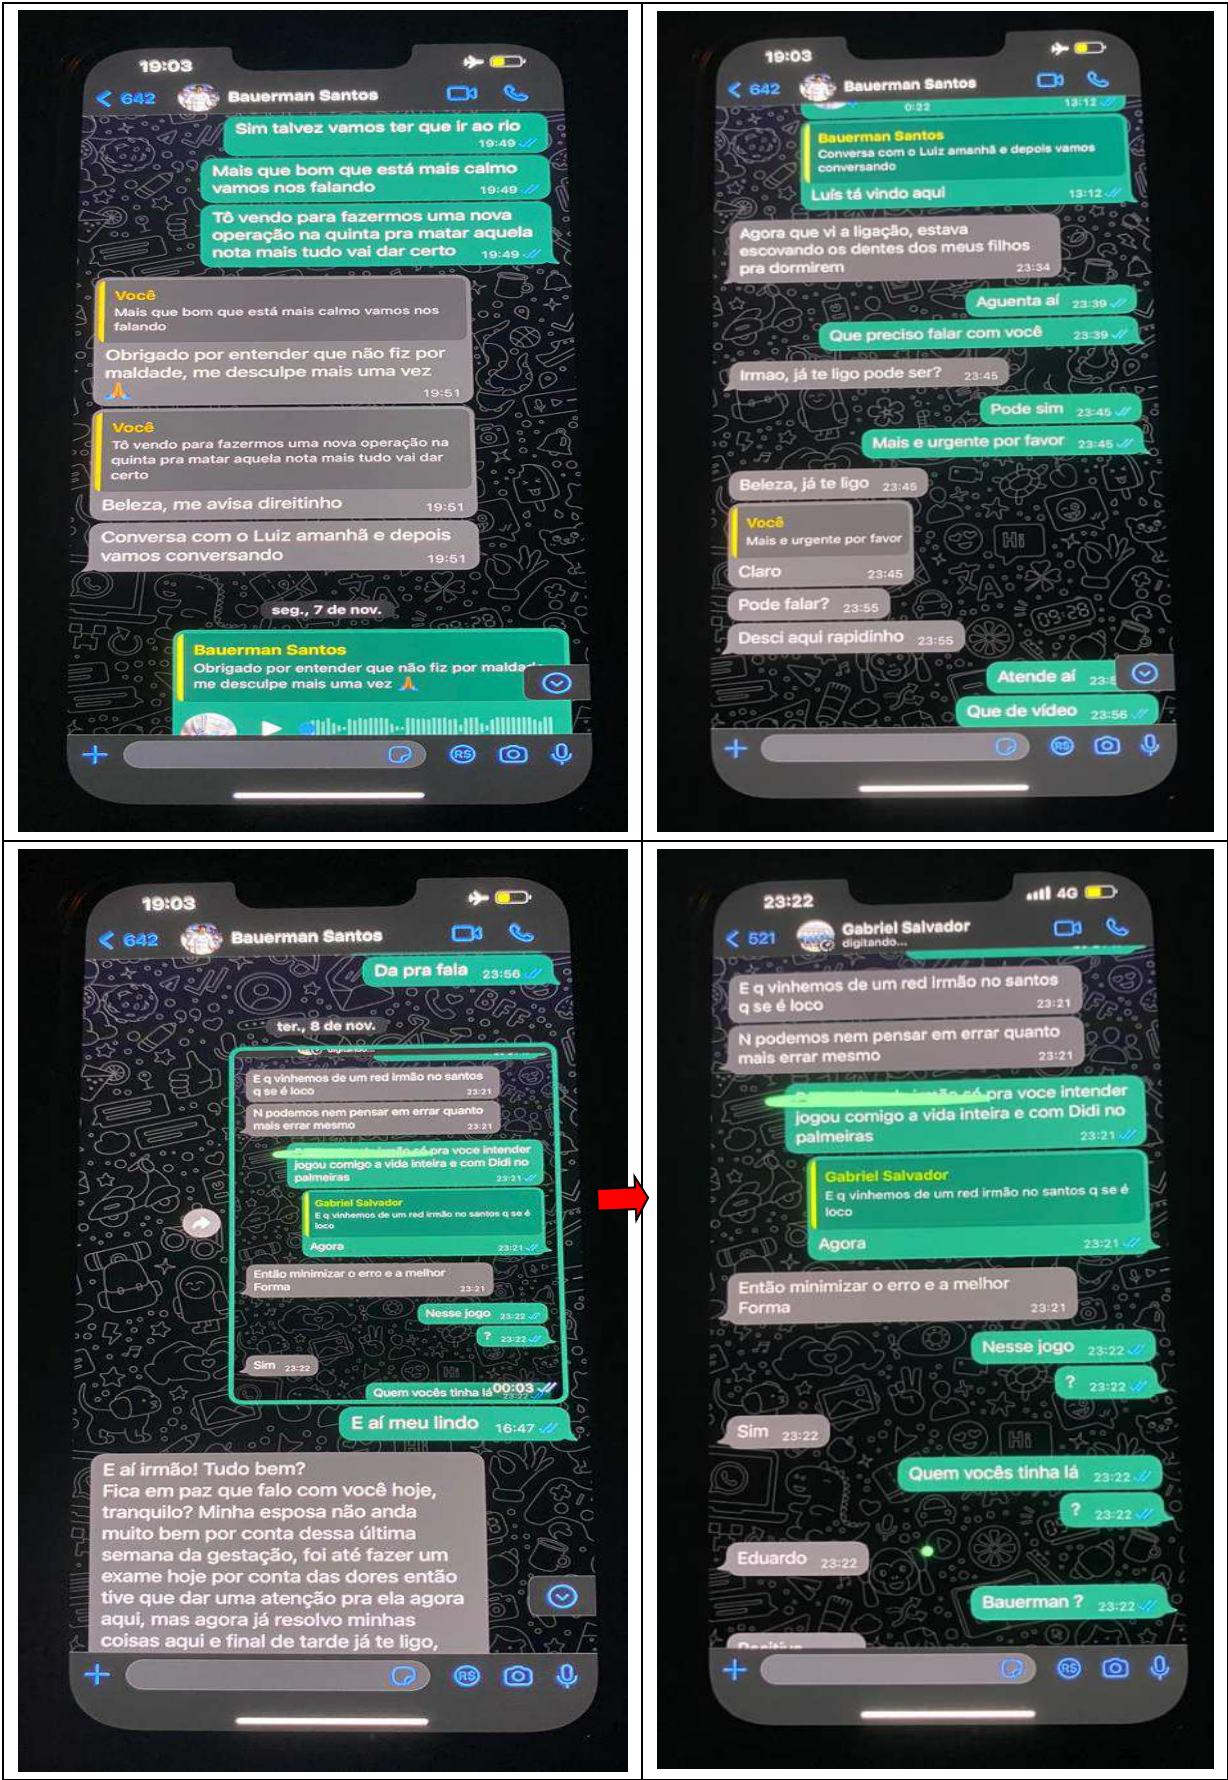 19:03
642
Bauerman Santos
Sim talvez vamos ter que ir ao rio
19:49
Mais que bom que está mais calmo
vamos nos falando
19:49
Tô vendo para fazermos uma nova
operação na quinta pra matar aquela
nota mais tudo vai dar certo
19:49
Você
Mais que bom que está mais calmo vamos nos
falando
Obrigado por entender que não fiz por
maldade, me desculpe mais uma vez
19:51
Você
Tô vendo para fazermos uma nova operação na
quinta pra matar aquela nota mais tudo vai dar
certo
Beleza, me avisa direitinho
19:51
Conversa com o Luiz amanhã e depois
vamos conversando
19:51
seg., 7 de nov.
Bauerman Santos
Obrigado por entender que não fiz por
me desculpe mais uma vez
R$
19:03
642
Bauerman Santos
0:22
13:12
Bauerman Santos
Conversa com o Luiz amanhã e depois vamos
conversando
Luís tá vindo aqui
13:12
Agora que vi a ligação, estava
escovando os dentes dos meus filhos
pra dormirem
23:34
Aguenta aí 23:39
Que preciso falar com você 23:39
Irmao, já te ligo pode ser? 23:45
Pode sim 23:45
Mais e urgente por favor 23:45
Beleza, já te ligo 23:45
Você
Mais e urgente por favor
Claro 23:45
Pode falar? 23:55
Desci aqui rapidinho 23:55
Atende aí
Que de vídeo 23:56
R$
19:03
642
Bauerman Santos
Da pra fala 23:56
ter., 8 de nov.
digitando...
E q vinhemos de um red irmão no santos
q se é loco
23:21
N podemos nem pensar em errar quanto
mais errar mesmo
23:21
irmão só pra voce intender
jogou comigo a vida inteira e com Didi no
palmeiras
23:21
Gabriel Salvador
E q vinhemos de um red irmão no santos q se é
loco
Agora
23:21
Então minimizar o erro e a melhor
Forma
23:21
Nesse jogo 23:22
? 23:22
Sim 23:22
Quem vocês tinha lá
00:03
E aí meu lindo 16:47
E aí irmão! Tudo bem?
Fica em paz que falo com você hoje,
tranquilo? Minha esposa não anda
muito bem por conta dessa última
semana da gestação, foi até fazer um
exame hoje por conta das dores então
tive que dar uma atenção pra ela agora
aqui, mas agora já resolvo minhas
coisas aqui e final de tarde já te ligo,
R$
23:22
4G
521
Gabriel Salvador
digitando...
E q vinhemos de um red irmão no santos
q se é loco
23:21
N podemos nem pensar em errar quanto
mais errar mesmo
23:21
irmão só pra voce intender
jogou comigo a vida inteira e com Didi no
palmeiras
23:21
Gabriel Salvador
E q vinhemos de um red irmão no santos q se é
loco
Agora
23:21
Então minimizar o erro e a melhor
Forma
23:21
Nesse jogo 23:22
? 23:22
Sim 23:22
Quem vocês tinha lá 23:22
? 23:22
Eduardo 23:22
Bauerman ? 23:22
R$